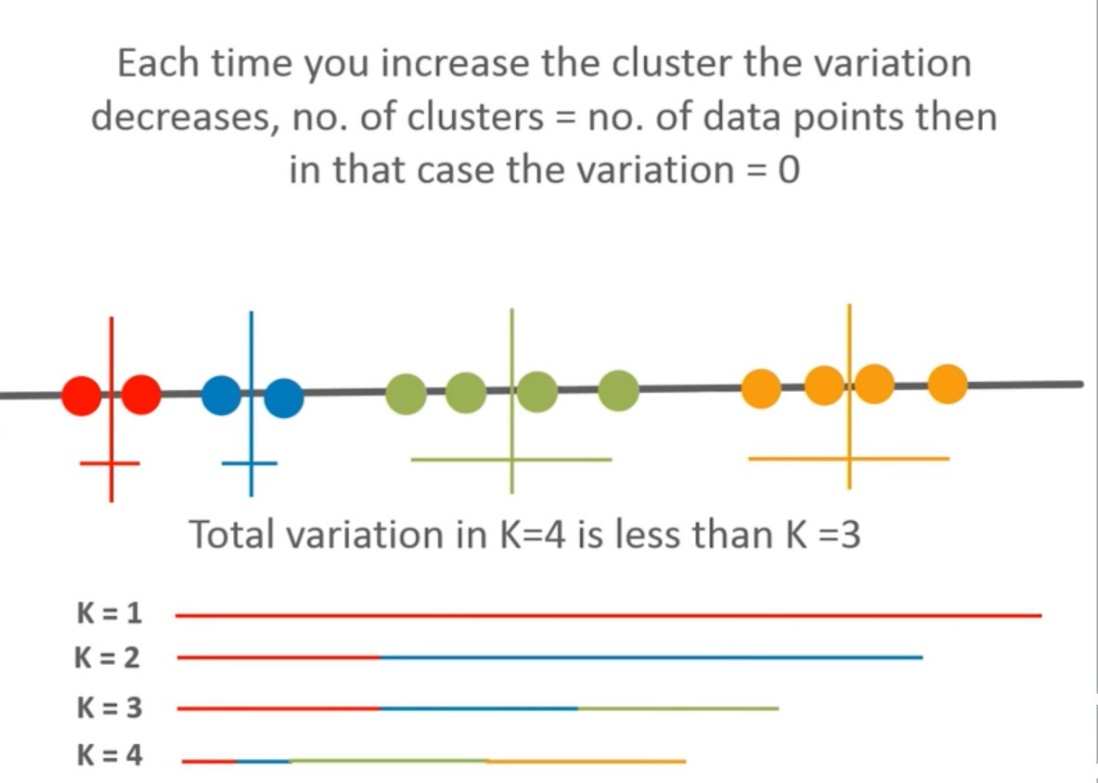 Each time you increase the cluster the variation
decreases, no. of clusters = no. of data points then
in that case the variation = 0
Total variation in K=4 is less than K =3
K = 1
K = 2
K = 3
K = 4